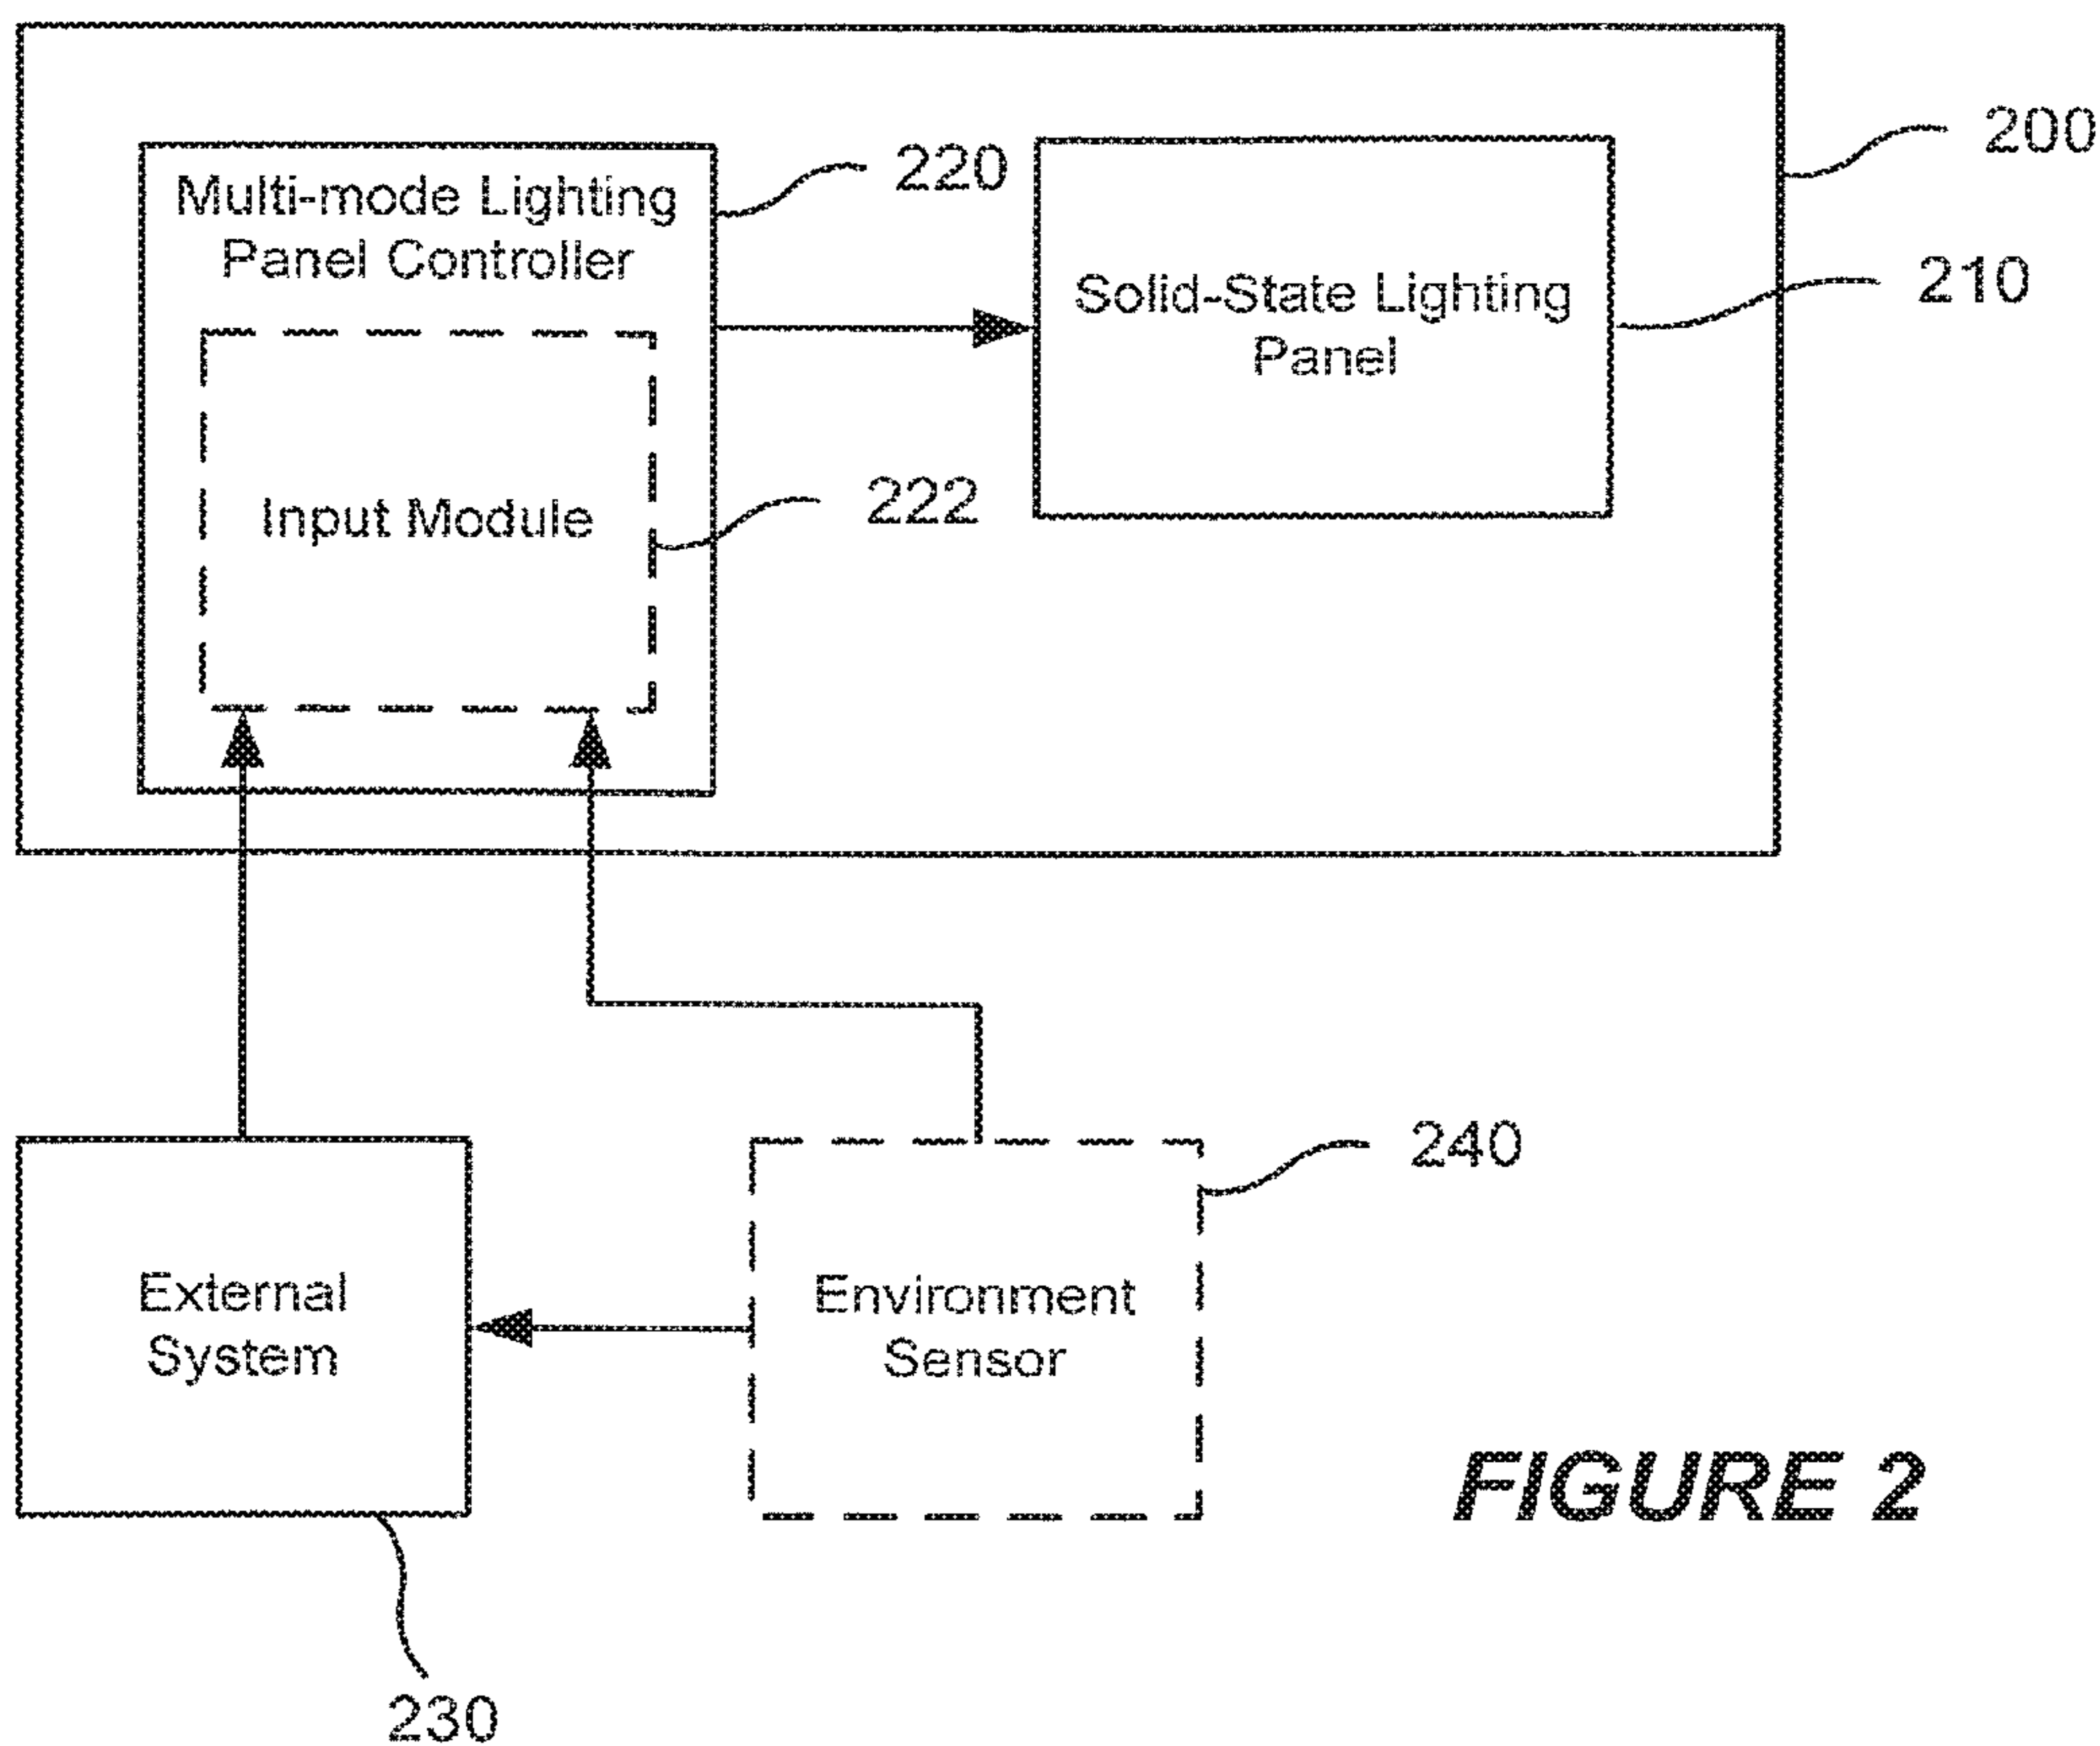 200
220
Multi-mode Lighting
Panel Controller
210
Solid-State Lighting
Panel
222
Input Module
240
External
System
Environment
Sensor
FIGURE 2
230